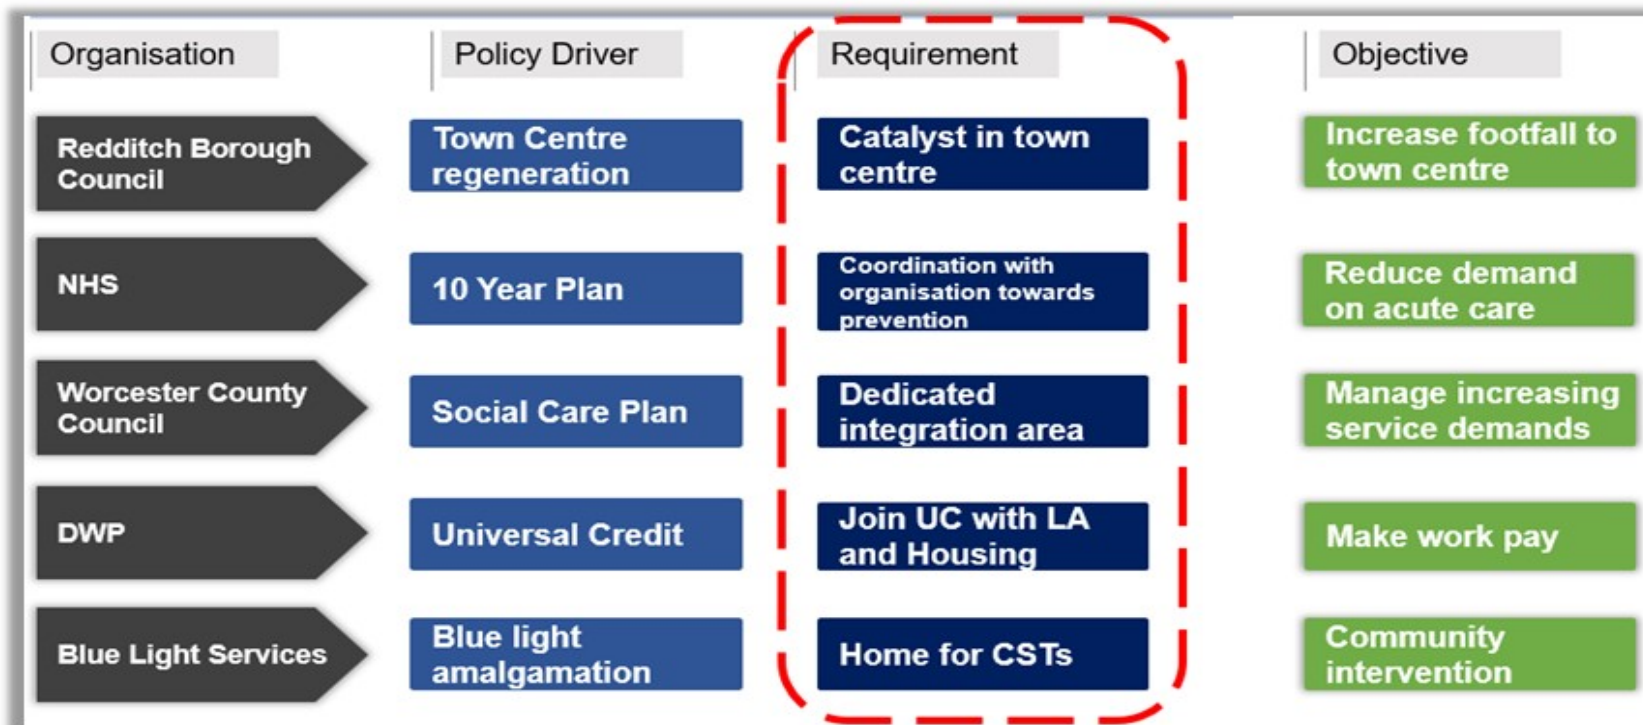 Organisation
Policy Driver
Requirement
Objective
Redditch Borough
Council
Town Centre
regeneration
Catalyst in town
centre
Increase footfall to
town centre
NHS
10 Year Plan
Coordination with
organisation towards
prevention
Reduce demand
on acute care
Worcester County
Council
Social Care Plan
Dedicated
integration area
Manage increasing
service demands
DWP
Universal Credit
Join UC with LA
and Housing
Make work pay
Blue Light Services
Blue light
amalgamation
Home for CSTs
Community
intervention